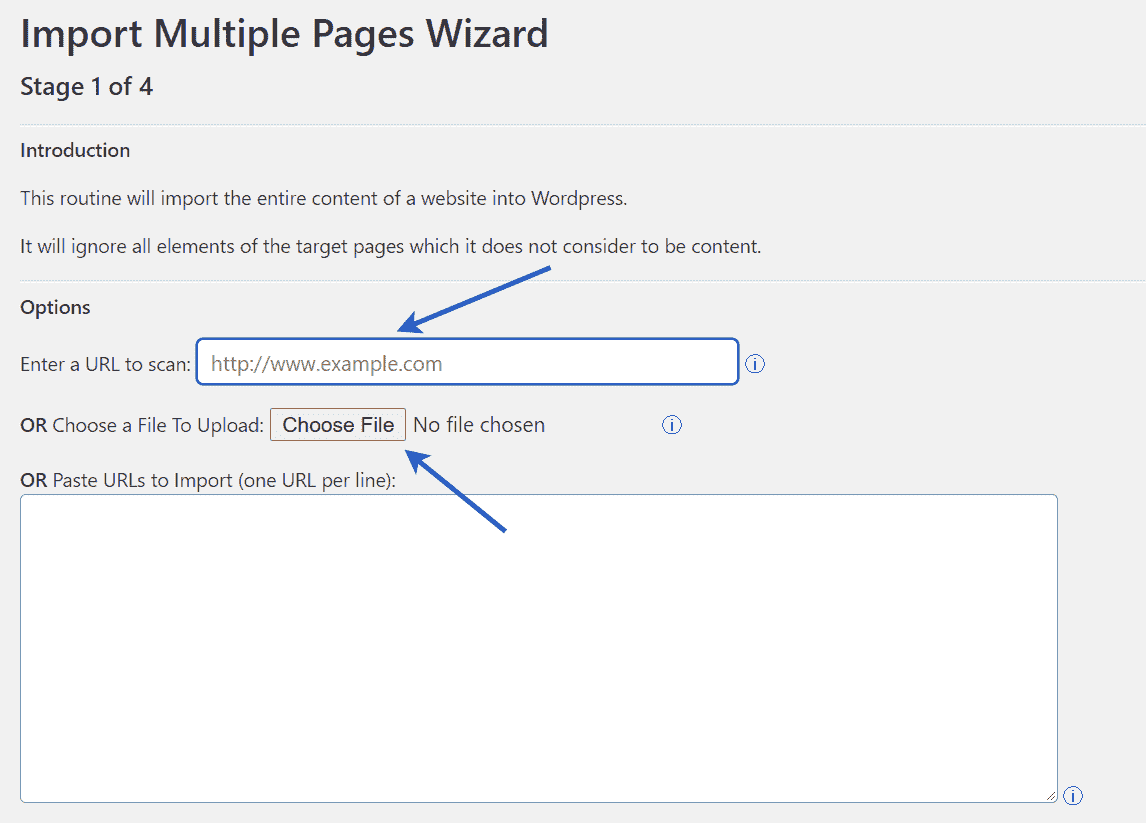 Import Multiple Pages Wizard
Stage 1 of 4
Introduction
This routine will import the entire content of a website into Wordpress.
It will ignore all elements of the target pages which it does not consider to be content.
Options
Enter a URL to scan: http://www.example.com
OR Choose a File To Upload: Choose File No file chosen
OR Paste URLs to Import (one URL per line):